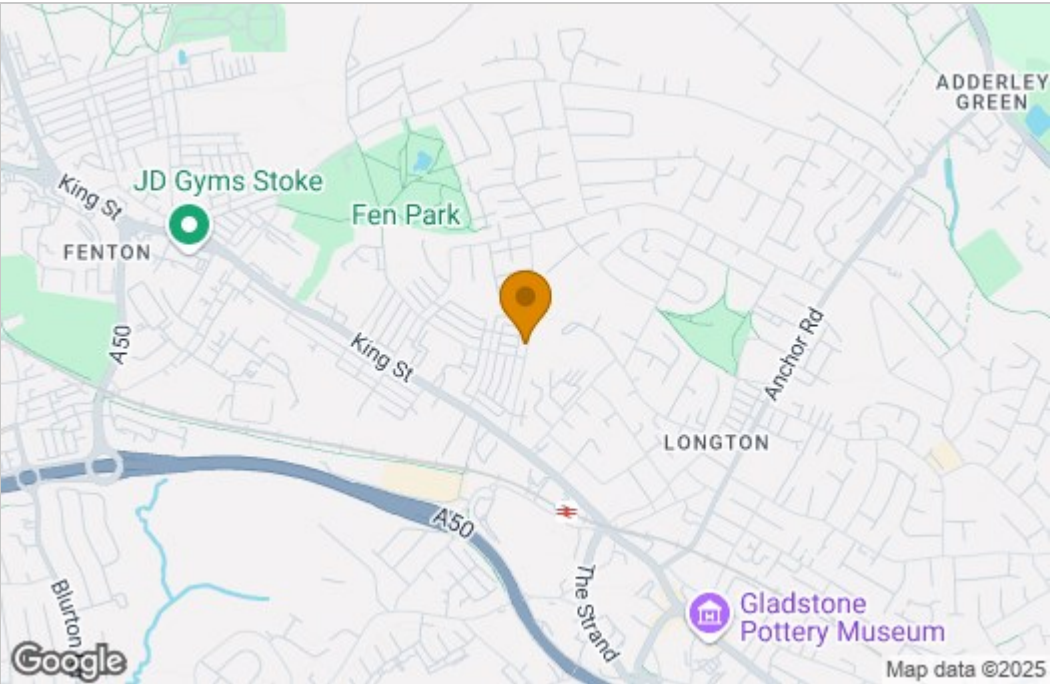 ADDERLEY
GREEN
JD Gyms Stoke
King St
Fen Park
FENTON
A50
King St
Anchor Rd
LONGTON
A50
Blurton
The Strand
Gladstone
Pottery Museum
Google
Map data ©2025